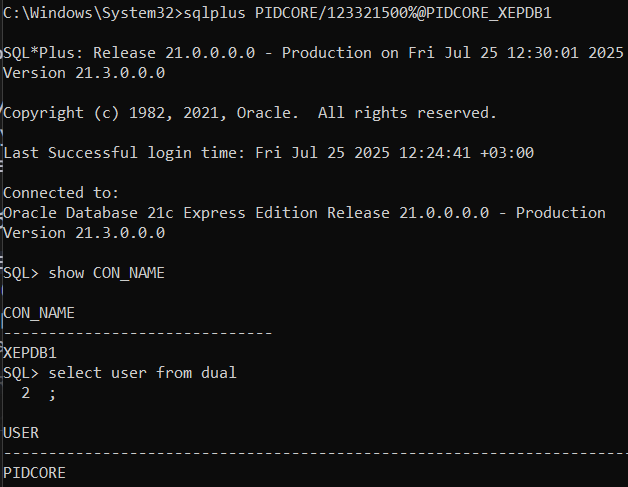 C:\Windows\System32>sqlplus PIDCORE/123321500%@PIDCORE_XEPDB1
SQL*Plus: Release 21.0.0.0.0 - Production on Fri Jul 25 12:30:01 2025
Version 21.3.0.0.0
Copyright (c) 1982, 2021, Oracle.  All rights reserved.
Last Successful login time: Fri Jul 25 2025 12:24:41 +03:00
Connected to:
Oracle Database 21c Express Edition Release 21.0.0.0.0 - Production
Version 21.3.0.0.0
SQL> show CON_NAME
CON_NAME
------------------------------
XEPDB1
SQL> select user from dual
  2  ;
USER
--------------------------------------------------------------------------------
PIDCORE